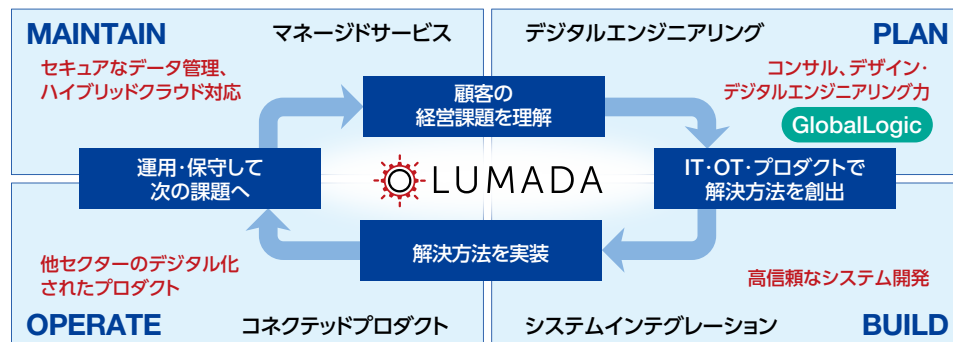 MAINTAIN
マネージドサービス
セキュアなデータ管理、
ハイブリッドクラウド対応
デジタルエンジニアリング
PLAN
コンサル、デザイン・
デジタルエンジニアリング力
GlobalLogic
顧客の
経営課題を理解
運用・保守して
次の課題へ
LUMADA
IT・OT・プロダクトで
解決方法を創出
解決方法を実装
他セクターのデジタル化
されたプロダクト
OPERATE
コネクテッドプロダクト
高信頼なシステム開発
システムインテグレーション
BUILD